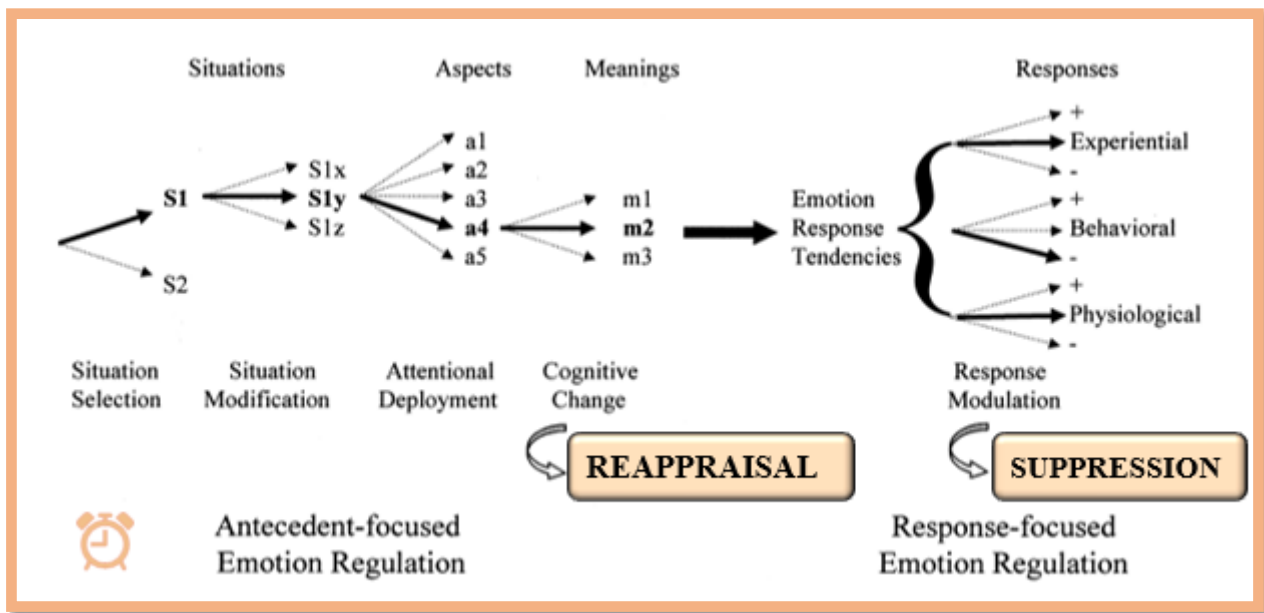 Situations
Aspects
Meanings
Responses
S1
S2
S1x
S1y
S1z
a1
a2
a3
a4
a5
m1
m2
m3
Emotion
Response
Tendencies
+
Experiential
-
+
Behavioral
-
+
Physiological
-
Situation
Selection
Situation
Modification
Attentional
Deployment
Cognitive
Change
Response
Modulation
REAPPRAISAL
SUPPRESSION
Antecedent-focused
Emotion Regulation
Response-focused
Emotion Regulation